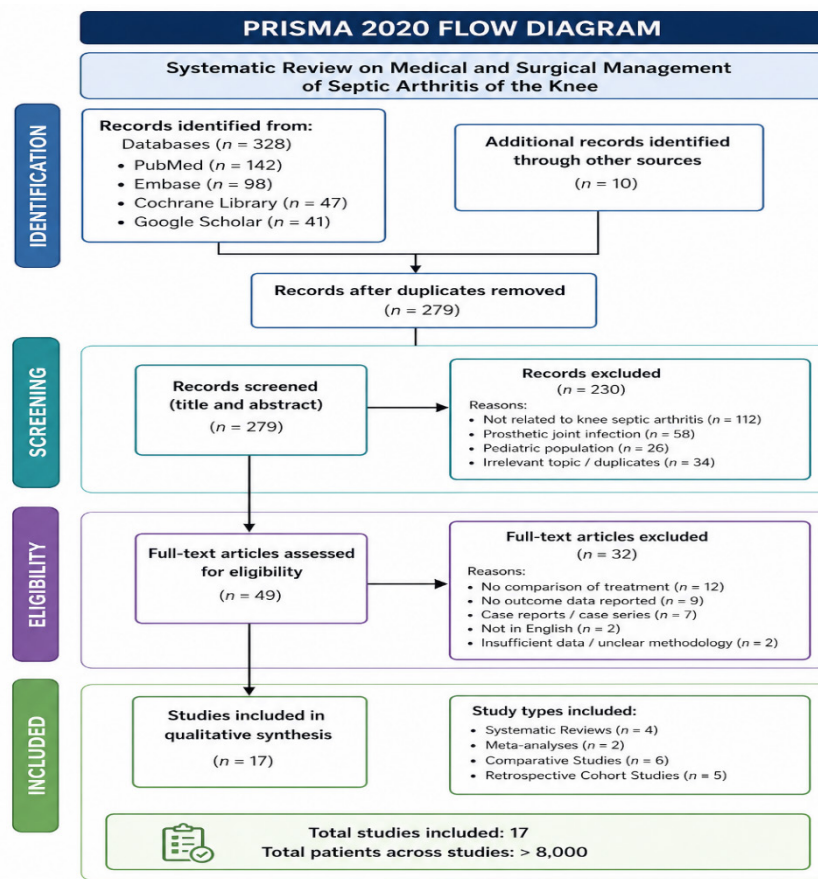 PRISMA 2020 FLOW DIAGRAM
Systematic Review on Medical and Surgical Management
of Septic Arthritis of the Knee
IDENTIFICATION
Records identified from:
Databases (n = 328)
• PubMed (n = 142)
• Embase (n = 98)
• Cochrane Library (n = 47)
• Google Scholar (n = 41)
Additional records identified
through other sources
(n = 10)
Records after duplicates removed
(n = 279)
SCREENING
Records screened
(title and abstract)
(n = 279)
Records excluded
(n = 230)
Reasons:
• Not related to knee septic arthritis (n = 112)
• Prosthetic joint infection (n = 58)
• Pediatric population (n = 26)
• Irrelevant topic / duplicates (n = 34)
ELIGIBILITY
Full-text articles assessed
for eligibility
(n = 49)
Full-text articles excluded
(n = 32)
Reasons:
• No comparison of treatment (n = 12)
• No outcome data reported (n = 9)
• Case reports / case series (n = 7)
• Not in English (n = 2)
• Insufficient data / unclear methodology (n = 2)
INCLUDED
Studies included in
qualitative synthesis
(n = 17)
Study types included:
• Systematic Reviews (n = 4)
• Meta-analyses (n = 2)
• Comparative Studies (n = 6)
• Retrospective Cohort Studies (n = 5)
Total studies included: 17
Total patients across studies: > 8,000